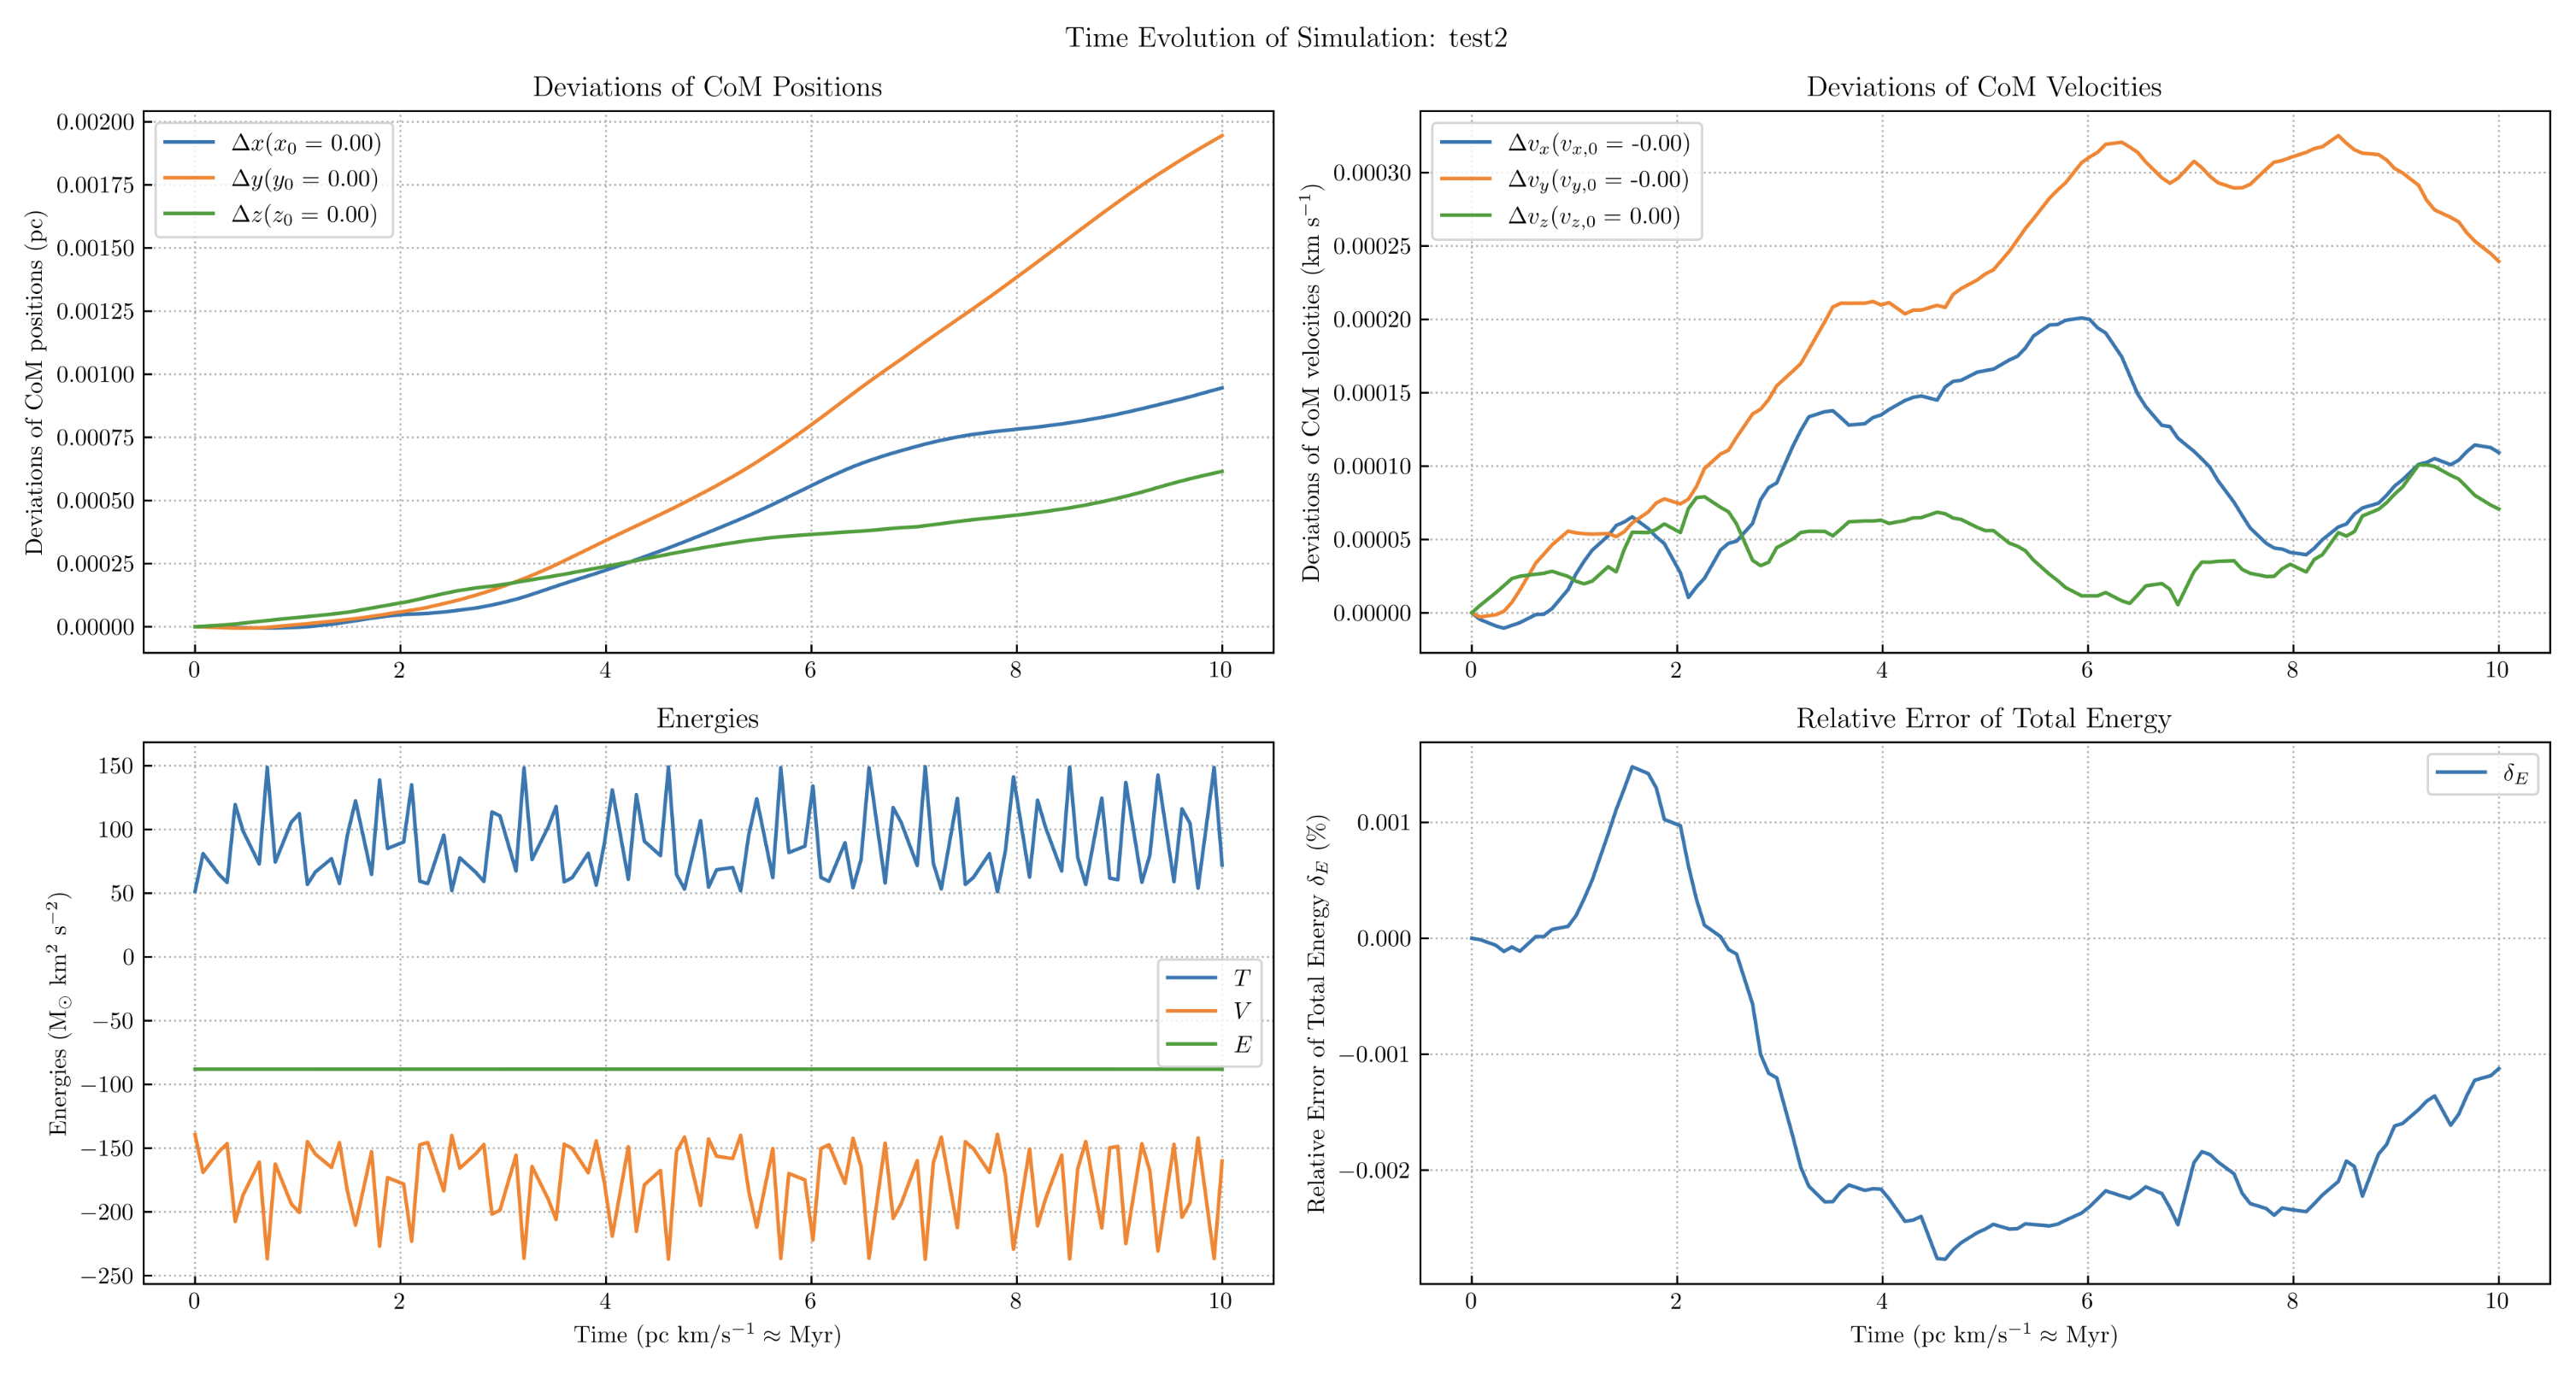 Time Evolution of Simulation: test2
Deviations of CoM Positions
Deviations of CoM positions (pc)
0.00200
0.00175
0.00150
0.00125
0.00100
0.00075
0.00050
0.00025
0.00000
Δx(x₀ = 0.00)
Δy(y₀ = 0.00)
Δz(z₀ = 0.00)
0 2 4 6 8 10
Deviations of CoM Velocities
Deviations of CoM velocities (km s⁻¹)
0.00030
0.00025
0.00020
0.00015
0.00010
0.00005
0.00000
Δvₓ(vₓ,₀ = -0.00)
Δv_y(v_y,₀ = -0.00)
Δv_z(v_z,₀ = 0.00)
0 2 4 6 8 10
Energies
Energies (M⊙ km² s⁻²)
150
100
50
0
−50
−100
−150
−200
−250
T
V
E
0 2 4 6 8 10
Time (pc km/s⁻¹ ≈ Myr)
Relative Error of Total Energy
Relative Error of Total Energy δ_E (%)
0.001
0.000
−0.001
−0.002
δ_E
0 2 4 6 8 10
Time (pc km/s⁻¹ ≈ Myr)